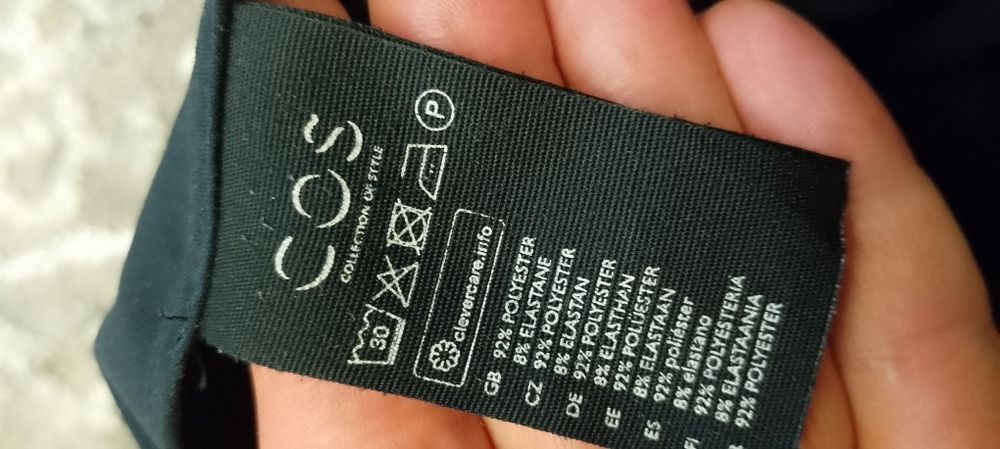 COS
COLLECTION OF STYLE
30
P
clevercare.info
GB 92% POLYESTER
8% ELASTANE
CZ 92% POLYESTER
8% ELASTAN
DE 92% POLYESTER
8% ELASTHAN
EE 92% POLÜESTER
8% ELASTAAN
ES 92% poliéster
8% elastano
FI 92% POLYESTERIA
8% ELASTAANIA
92% POLYESTER